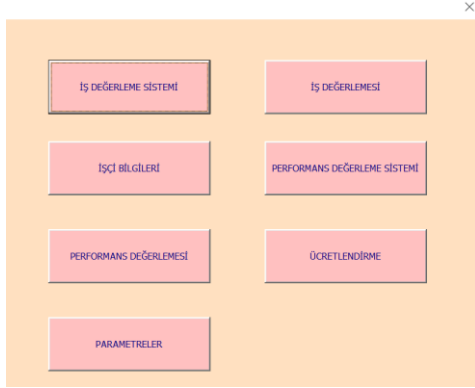 İŞ DEĞERLEME SİSTEMİ
İŞ DEĞERLEMESİ
İŞÇİ BİLGİLERİ
PERFORMANS DEĞERLEME SİSTEMİ
PERFORMANS DEĞERLEMESİ
ÜCRETLENDİRME
PARAMETRELER